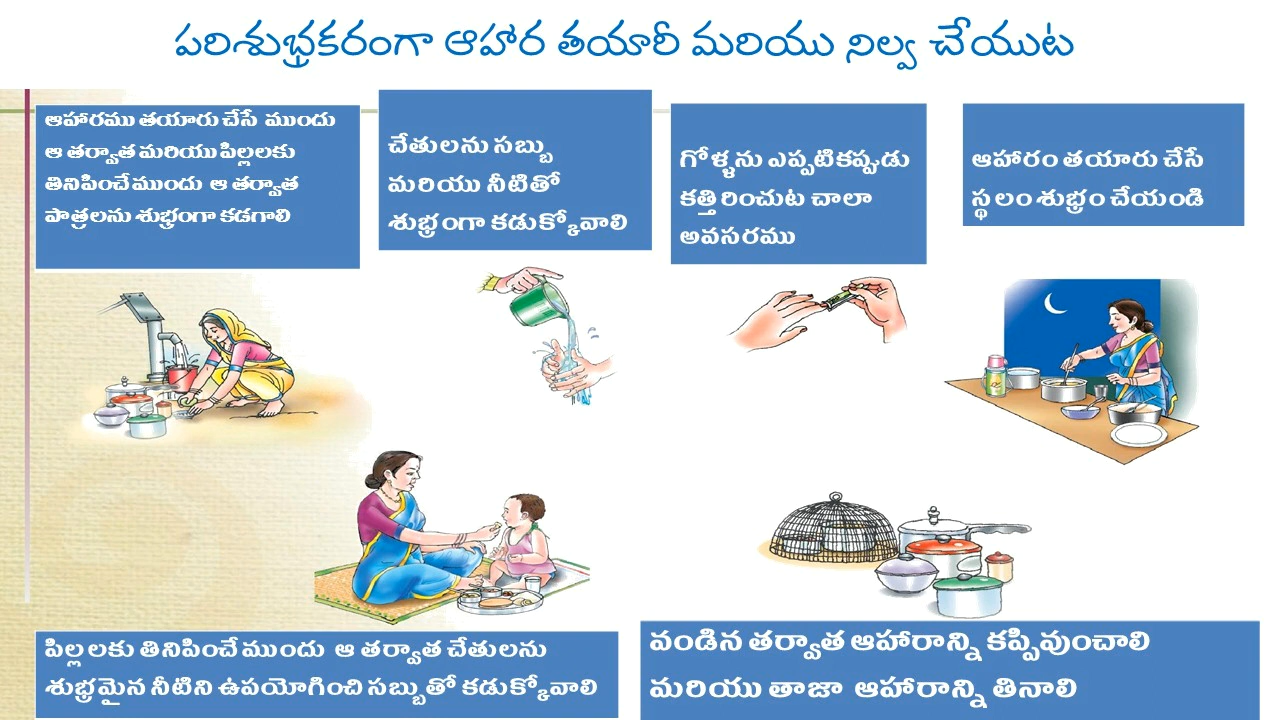 పరిశుభ్రకరంగా ఆహార తయారీ మరియు నిల్వ చేయుట
ఆహారము తయారు చేసే ముందు
ఆ తర్వాత మరియు పిల్లలకు
తినిపించే ముందు ఆ తర్వాత
పాత్రలను శుభ్రంగా కడగాలి
చేతులను సబ్బు
మరియు నీటితో
శుభ్రంగా కడుక్కోవాలి
గోళ్ళను ఎప్పటికప్పుడు
కత్తిరించుట చాలా
అవసరము
ఆహారం తయారు చేసే
స్థలం శుభ్రం చేయండి
పిల్లలకు తినిపించే ముందు ఆ తర్వాత చేతులను
శుభ్రమైన నీటిని ఉపయోగించి సబ్బుతో కడుక్కోవాలి
వండిన తర్వాత ఆహారాన్ని కప్పివుంచాలి
మరియు తాజా ఆహారాన్ని తినాలి